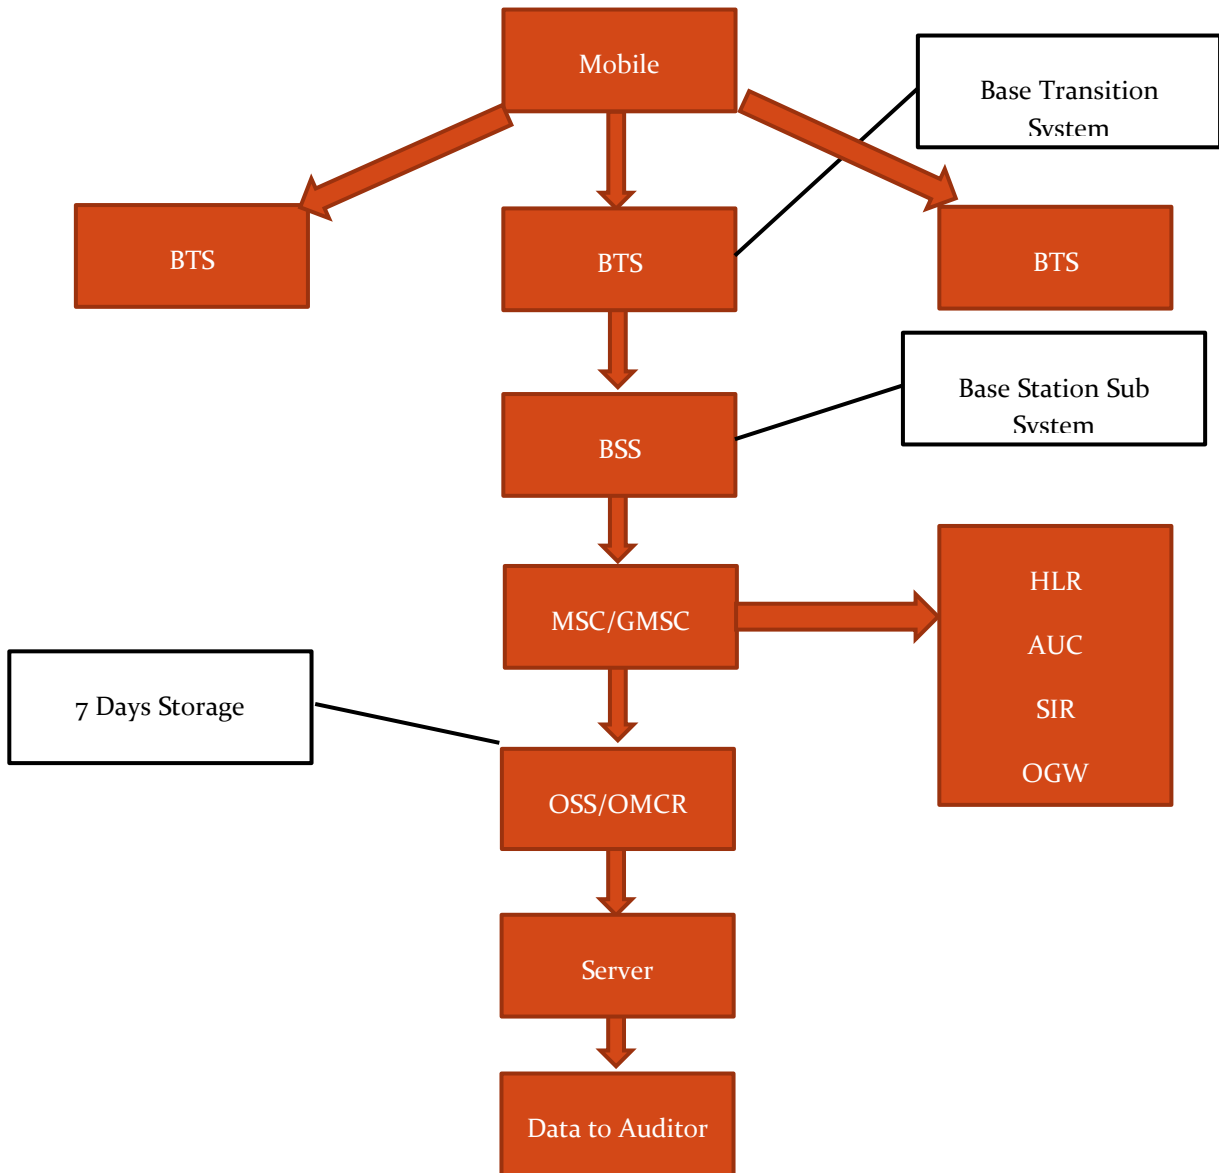 Mobile
Base Transition
System
BTS
BTS
BTS
Base Station Sub
System
BSS
HLR
MSC/GMSC
AUC
7 Days Storage
SIR
OGW
OSS/OMCR
Server
Data to Auditor